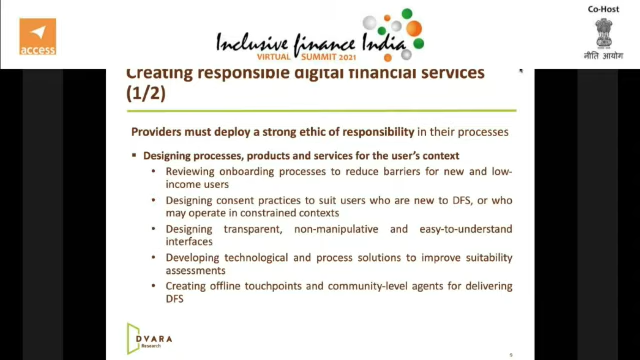 access
Inclusive finance India
VIRTUAL SUMMIT 2021
Co-Host
नीति आयोग
Creating responsible digital financial services
(1/2)
Providers must deploy a strong ethic of responsibility in their processes
▪ Designing processes, products and services for the user's context
• Reviewing onboarding processes to reduce barriers for new and low-
income users
• Designing consent practices to suit users who are new to DFS, or who
may operate in constrained contexts
• Designing transparent, non-manipulative and easy-to-understand
interfaces
• Developing technological and process solutions to improve suitability
assessments
• Creating offline touchpoints and community-level agents for delivering
DFS
DVARA
Research